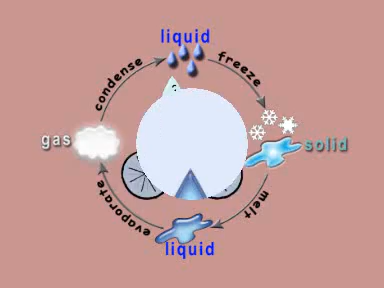 liquid
condense
freeze
gas
solid
evaporate
melt
liquid